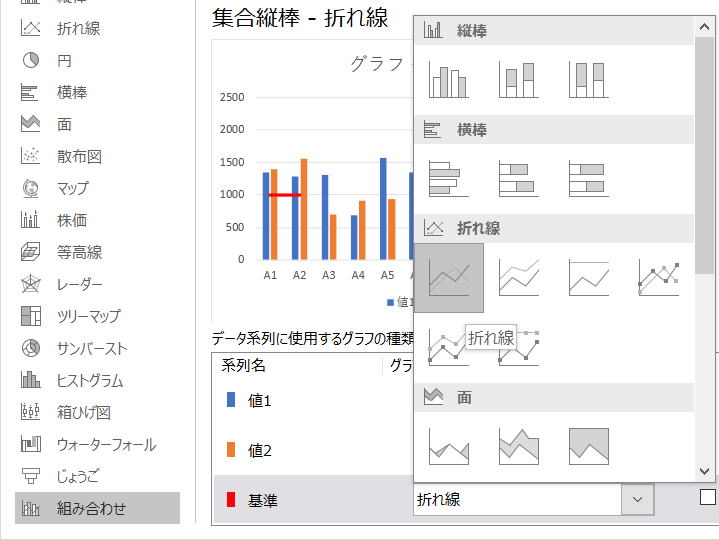 折れ線
円
横棒
面
散布図
マップ
株価
等高線
レーダー
ツリーマップ
サンバースト
ヒストグラム
箱ひげ図
ウォーターフォール
じょうご
組み合わせ
集合縦棒 - 折れ線
グラフ
2500
2000
1500
1000
500
0
A1 A2 A3 A4 A5
値1
データ系列に使用するグラフの種類
系列名 グラ
値1
値2
基準 折れ線
縦棒
横棒
折れ線
折れ線
面